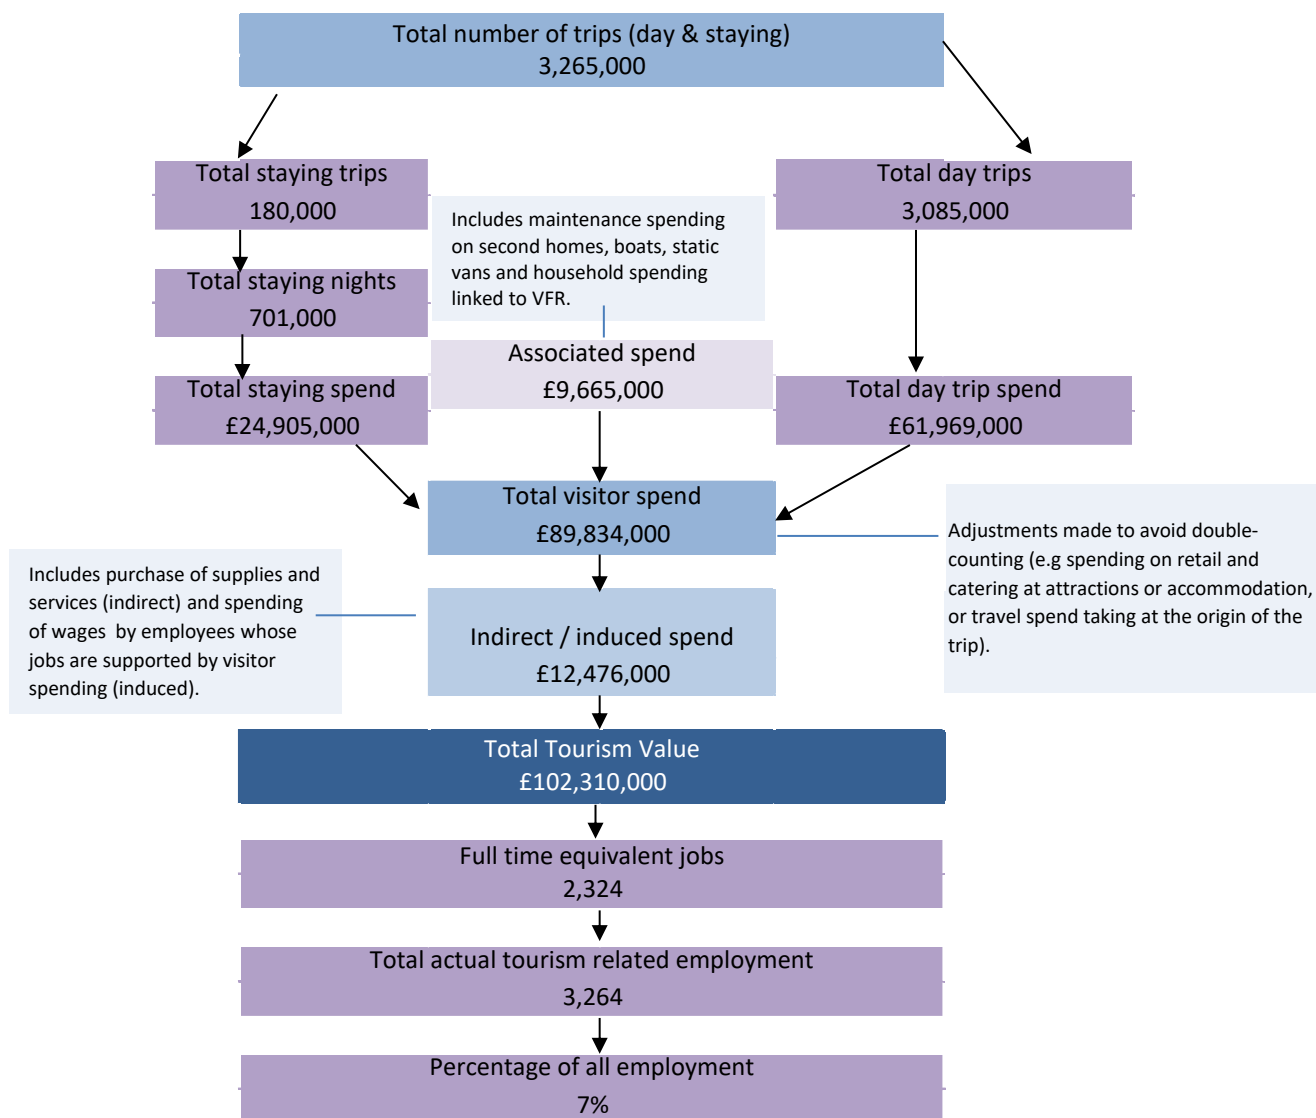 Total number of trips (day & staying)
3,265,000
Total staying trips
180,000
Total day trips
3,085,000
Includes maintenance spending
on second homes, boats, static
vans and household spending
linked to VFR.
Total staying nights
701,000
Associated spend
£9,665,000
Total staying spend
£24,905,000
Total day trip spend
£61,969,000
Total visitor spend
£89,834,000
Adjustments made to avoid double-
counting (e.g spending on retail and
catering at attractions or accommodation,
or travel spend taking at the origin of the
trip).
Includes purchase of supplies and
services (indirect) and spending
of wages by employees whose
jobs are supported by visitor
spending (induced).
Indirect / induced spend
£12,476,000
Total Tourism Value
£102,310,000
Full time equivalent jobs
2,324
Total actual tourism related employment
3,264
Percentage of all employment
7%